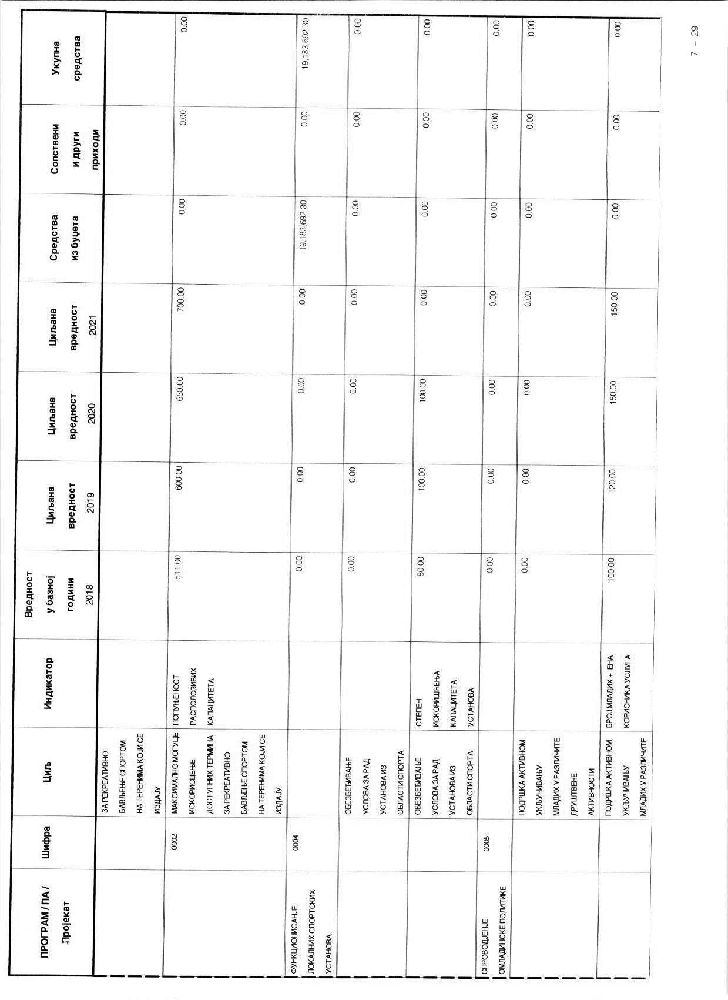 ПРОГРАМ / ПА /
Пројекат
Шифра
Циљ
Индикатор
Вредност
у базној
години
2018
Циљана
вредност
2019
Циљана
вредност
2020
Циљана
вредност
2021
Средства
из буџета
Сопствени
и други
приходи
Укупна
средства
ЗА РЕКРЕАТИВНО
БАВЉЕЊЕ СПОРТОМ
НА ТЕРЕНИМА КОЈИ СЕ
ИЗДАЈУ
0002
МАКСИМАЛНО МОГУЦЕ
ИСКОРИСЦЕЊЕ
ДОСТУПНИХ ТЕРМИНА
ЗА РЕКРЕАТИВНО
БАВЉЕЊЕ СПОРТОМ
НА ТЕРЕНИМА КОЈИ СЕ
ИЗДАЈУ
ПОПУЊЕНОСТ
РАСПОЛОЗИВИХ
КАПАЦИТЕТА
511.00 600.00 650.00 700.00 0.00 0.00 0.00
ФУНКЦИОНИСАНЈЕ
ЛОКАЛНИХ СПОРТСКИХ
УСТАНОВА
0004
0.00 0.00 0.00 0.00 19,183,692.30 0.00 19,183,692.30
ОБЕЗБЕЂИВАЊЕ
УСЛОВА ЗА РАД
УСТАНОВА ИЗ
ОБЛАСТИ СПОРТА
0.00 0.00 0.00 0.00 0.00 0.00 0.00
ОБЕЗБЕЂИВАЊЕ
УСЛОВА ЗА РАД
УСТАНОВА ИЗ
ОБЛАСТИ СПОРТА
СТЕПЕН
ИСКОРИШЋЕЊА
КАПАЦИТЕТА
УСТАНОВА
80.00 100.00 100.00 0.00 0.00 0.00 0.00
СПРОВОДЈЕЊЕ
ОМЛАДИНСКЕ ПОЛИТИКЕ
0005
0.00 0.00 0.00 0.00 0.00 0.00 0.00
ПОДРШКА АКТИВНОМ
УКЉУЧИВАЊУ
МЛАДИХ У РАЗЛИЧИТЕ
ДРУШТВЕНЕ
АКТИВНОСТИ
0.00 0.00 0.00 0.00 0.00 0.00 0.00
ПОДРШКА АКТИВНОМ
УКЉУЧИВАЊУ
МЛАДИХ У РАЗЛИЧИТЕ
БРОЈ МЛАДИХ + ЕНА
КОРИСНИКА УСЛУГА
100.00 120.00 150.00 150.00 0.00 0.00 0.00
7 - 29